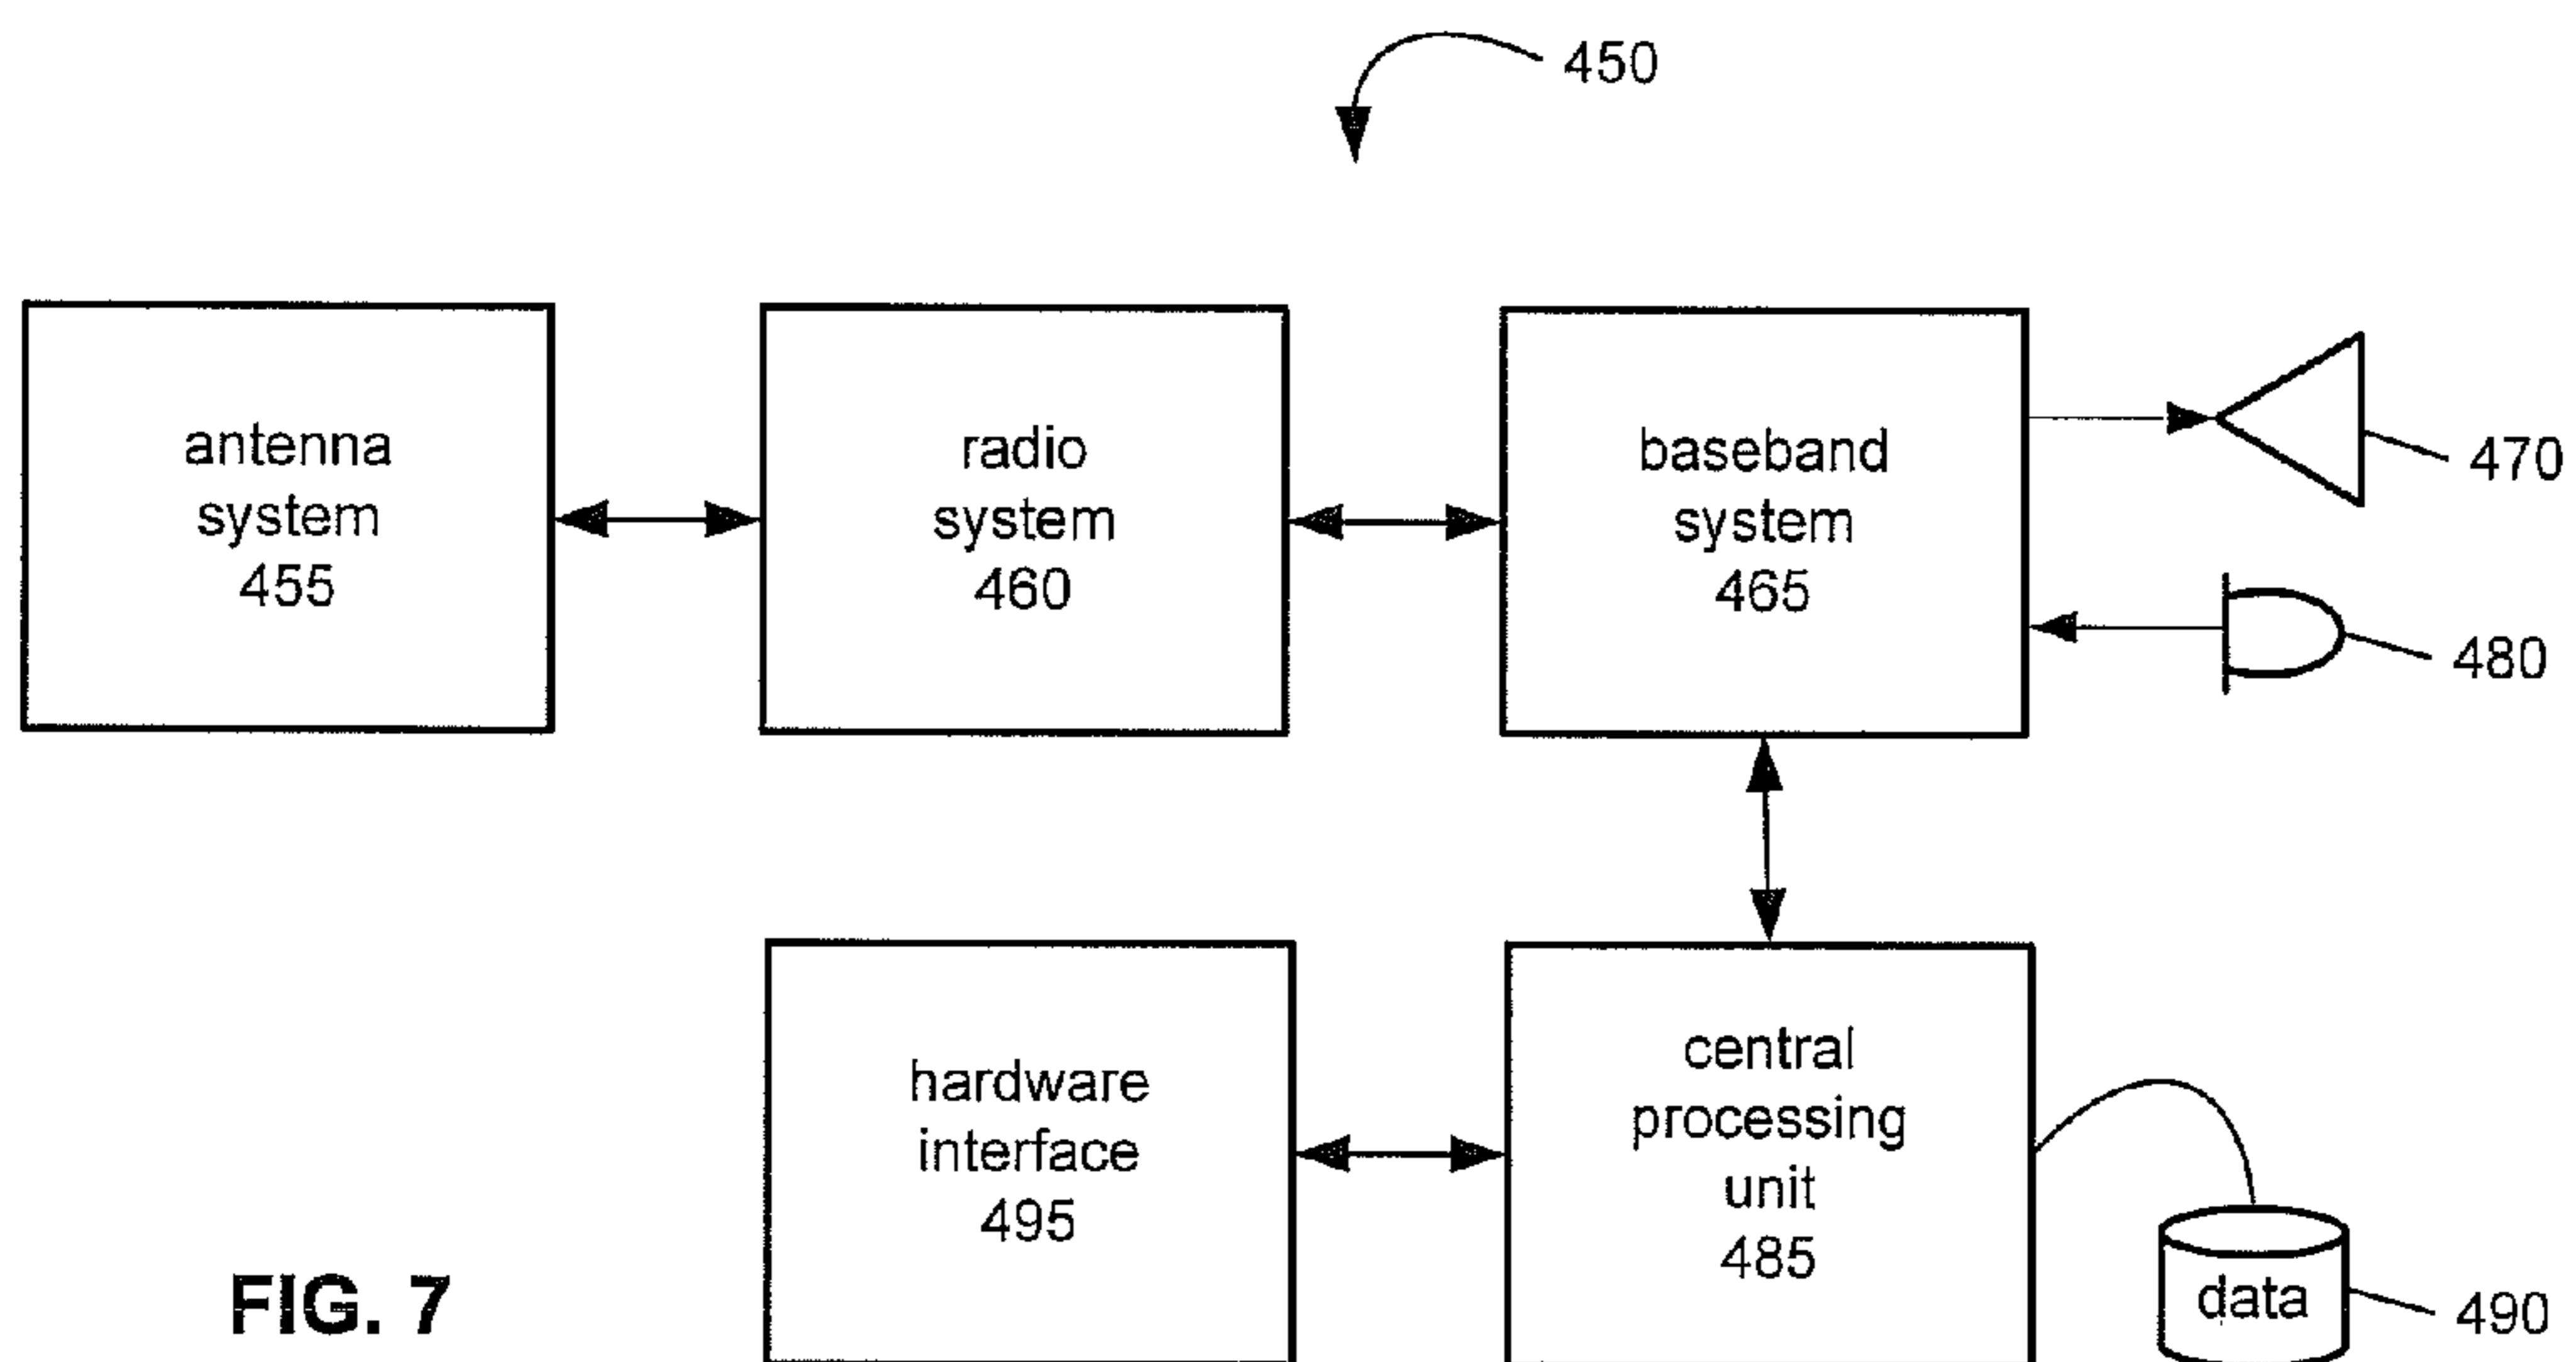 450
antenna
system
455
radio
system
460
baseband
system
465
470
480
hardware
interface
495
central
processing
unit
485
data
490
FIG. 7